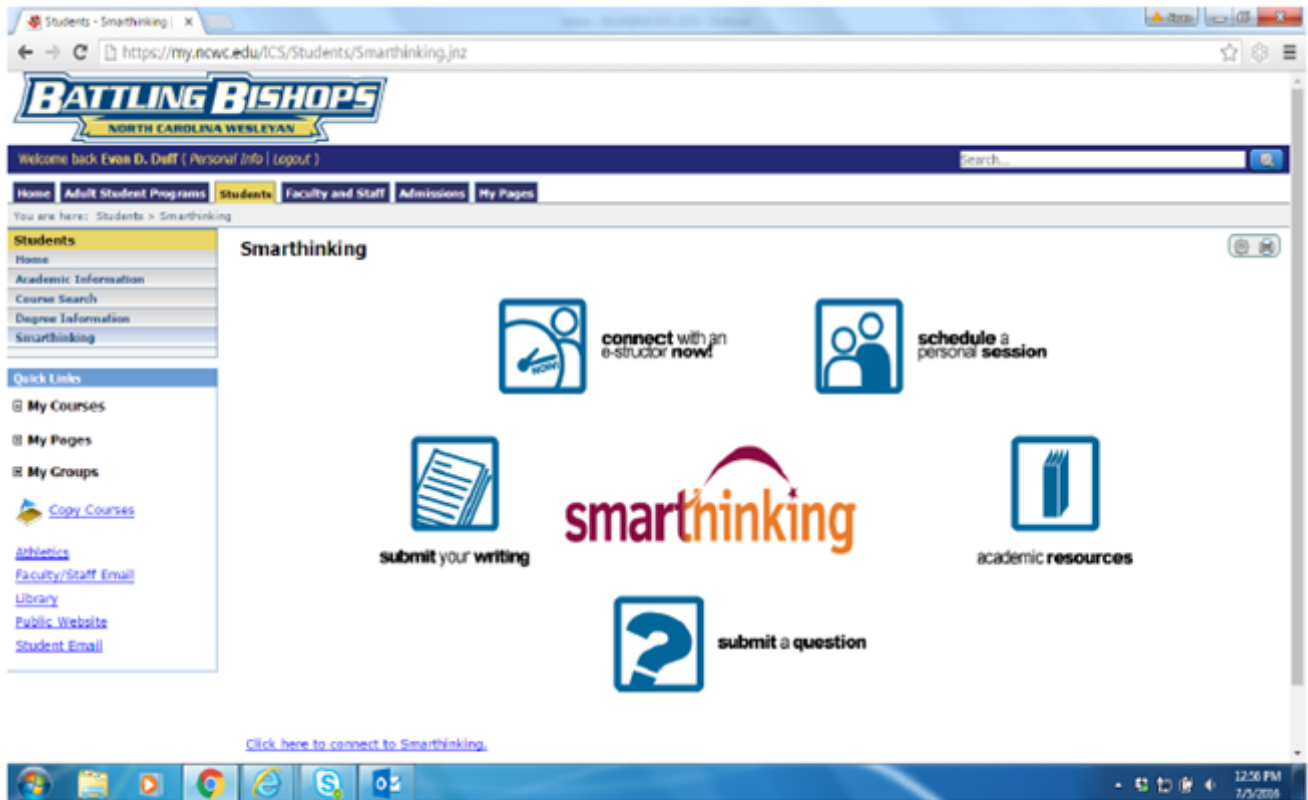 Students - Smarthinking |
https://my.ncwc.edu/ICS/Students/Smarthinking.jnz
BATTLING BISHOPS
NORTH CAROLINA WESLEYAN
Welcome back Evan D. Duff ( Personal Info | Logout )
Search...
Home Adult Student Programs Students Faculty and Staff Admissions My Pages
You are here: Students > Smarthinking
Students
Home
Academic Information
Course Search
Degree Information
Smarthinking
Quick Links
My Courses
My Pages
My Groups
Copy Courses
Athletics
Faculty/Staff Email
Library
Public Website
Student Email
Smarthinking
NOW!
connect with an
e-structor now!
schedule a
personal session
submit your writing
smarthinking
academic resources
submit a question
Click here to connect to Smarthinking.
12:56 PM
7/5/2016